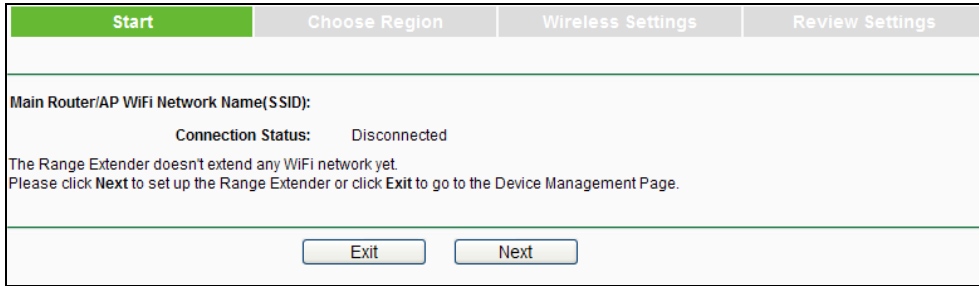 Start Choose Region Wireless Settings Review Settings
Main Router/AP WiFi Network Name(SSID):
Connection Status: Disconnected
The Range Extender doesn't extend any WiFi network yet.
Please click Next to set up the Range Extender or click Exit to go to the Device Management Page.
Exit Next